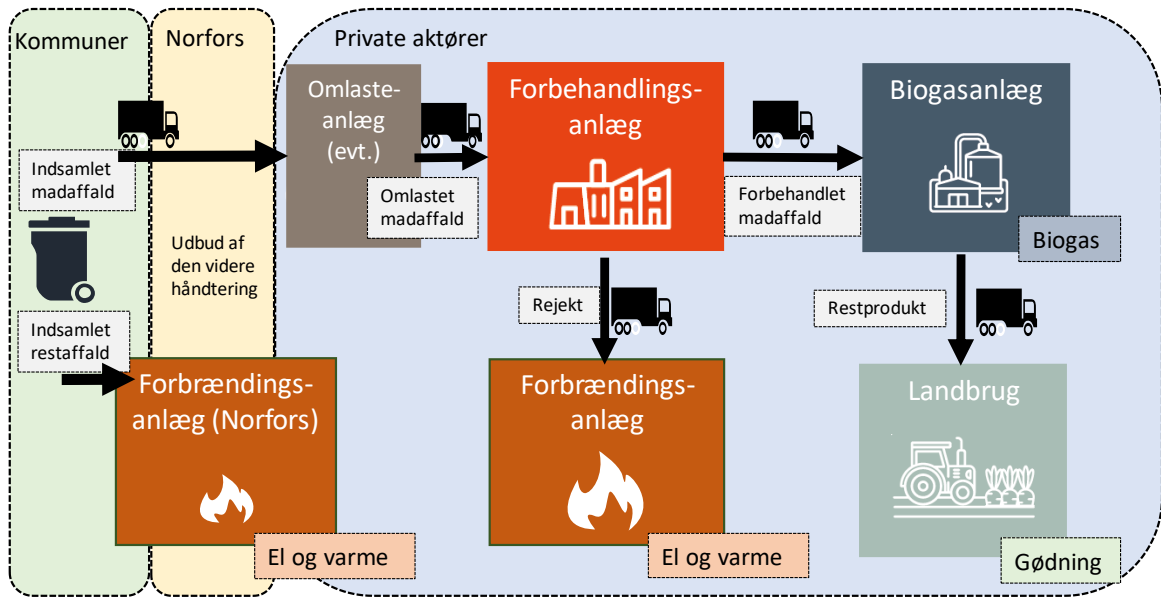 Kommuner
Norfors
Private aktører
Omlaste-
anlæg
(evt.)
Forbehandlings-
anlæg
Biogasanlæg
Indsamlet
madaffald
Omlastet
madaffald
Forbehandlet
madaffald
Biogas
Udbud af
den videre
håndtering
Rejekt
Restprodukt
Indsamlet
restaffald
Forbrændings-
anlæg (Norfors)
Forbrændings-
anlæg
Landbrug
El og varme
El og varme
Gødning